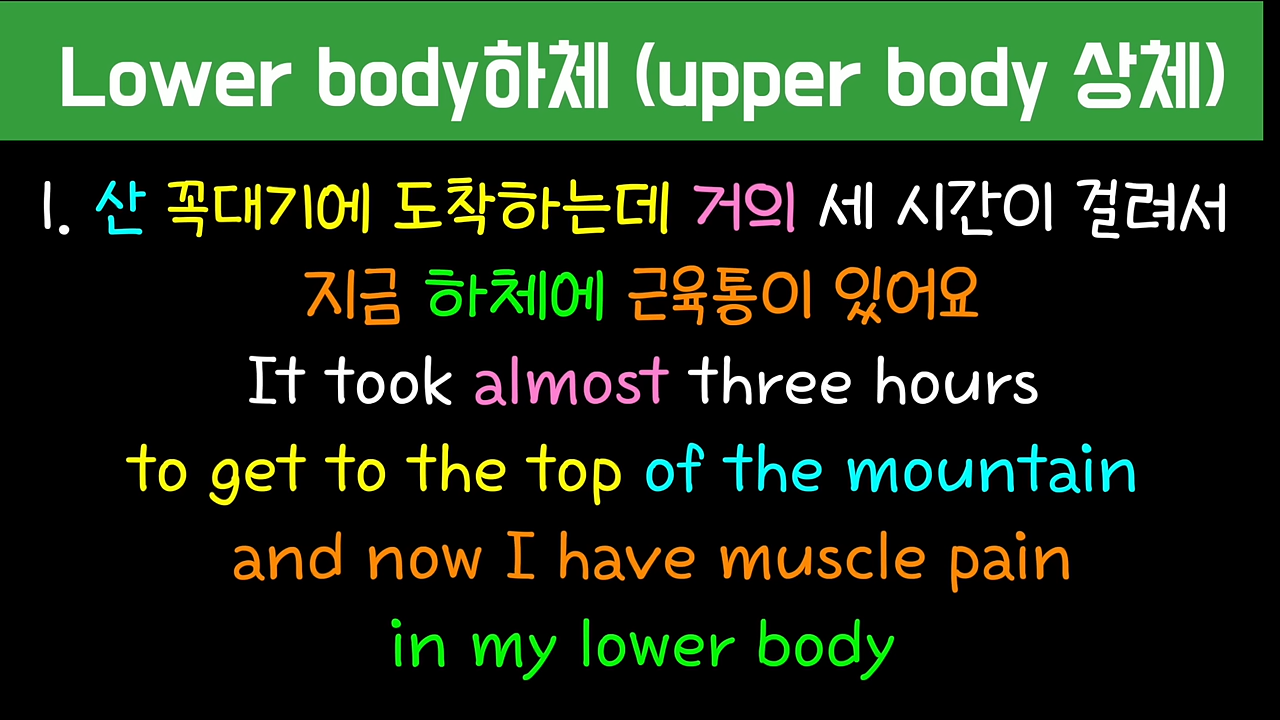 Lower body하체 (upper body 상체)
1. 산 꼭대기에 도착하는데 거의 세 시간이 걸려서
지금 하체에 근육통이 있어요
It took almost three hours
to get to the top of the mountain
and now I have muscle pain
in my lower body